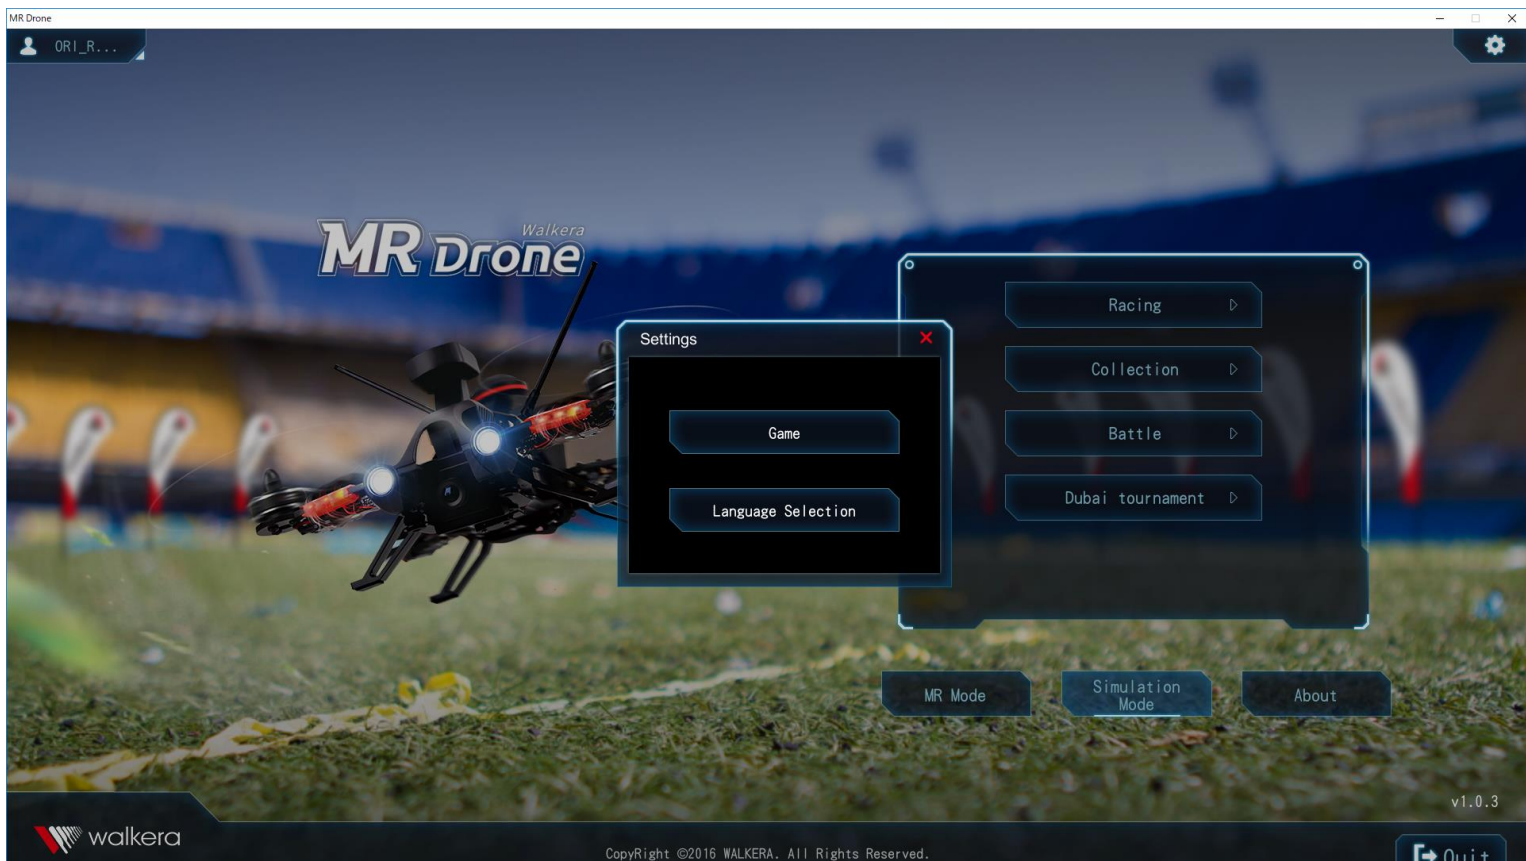 MR Drone
ORI_R...
Walkera
MR Drone
Settings
Game
Language Selection
Racing
Collection
Battle
Dubai tournament
MR Mode
Simulation
Mode
About
v1.0.3
walkera
CopyRight ©2016 WALKERA. All Rights Reserved.
Quit